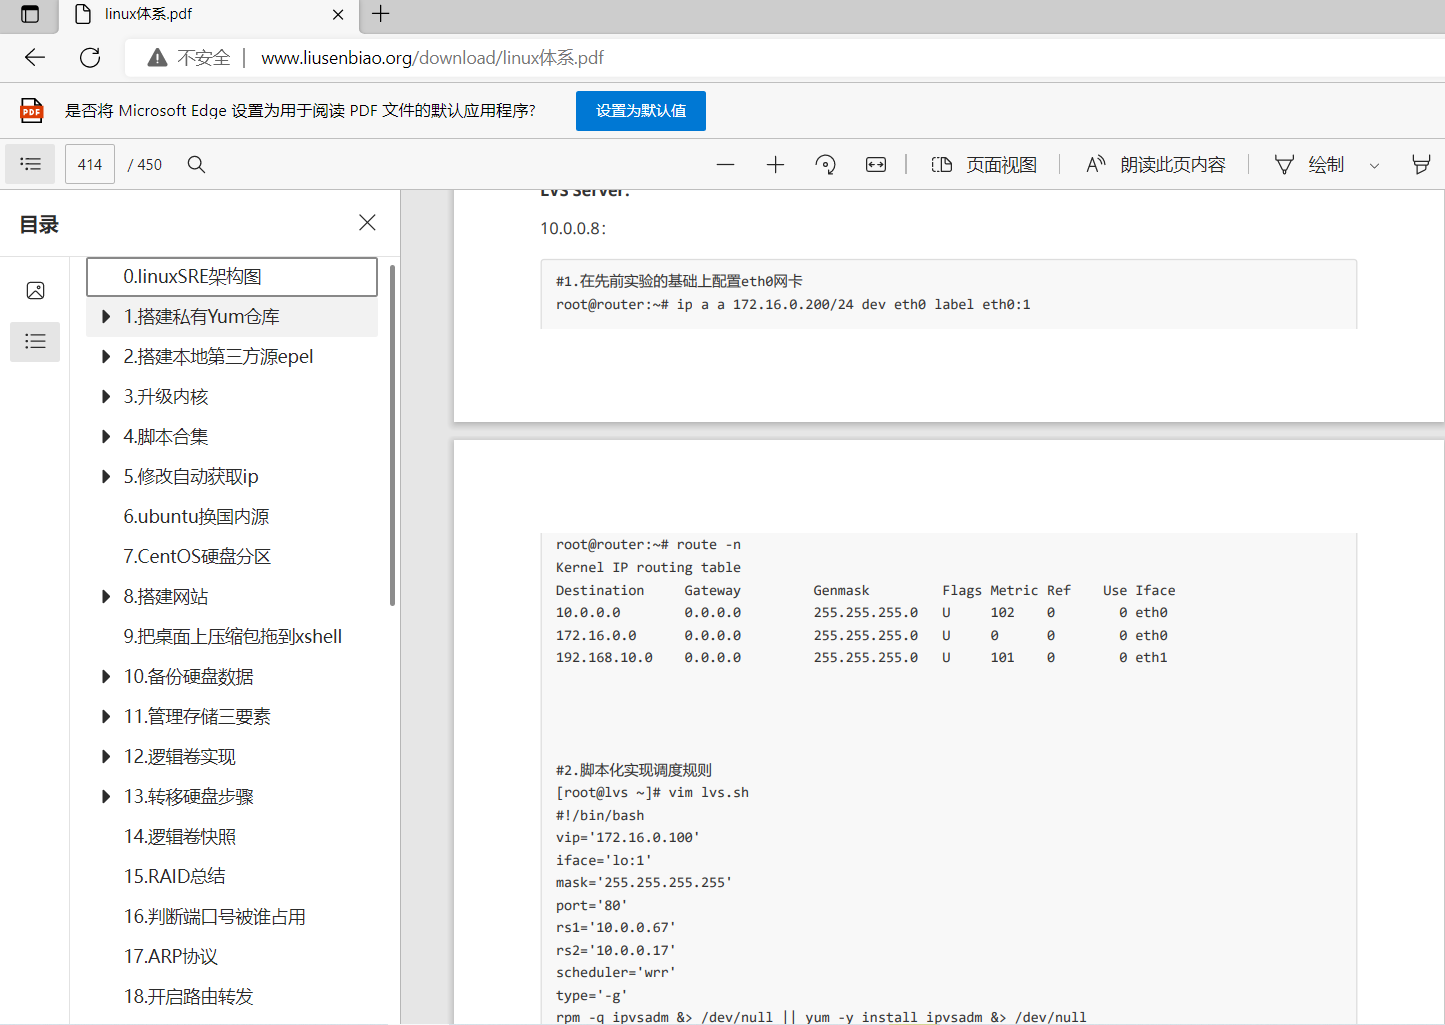 linux体系.pdf
不安全 www.liusenbiao.org/download/linux体系.pdf
是否将 Microsoft Edge 设置为用于阅读 PDF 文件的默认应用程序? 设置为默认值
414 / 450 页面视图 朗读此页内容 绘制
目录
0.linuxSRE架构图
1.搭建私有Yum仓库
2.搭建本地第三方源epel
3.升级内核
4.脚本合集
5.修改自动获取ip
6.ubuntu换国内源
7.CentOS硬盘分区
8.搭建网站
9.把桌面上压缩包拖到xshell
10.备份硬盘数据
11.管理存储三要素
12.逻辑卷实现
13.转移硬盘步骤
14.逻辑卷快照
15.RAID总结
16.判断端口号被谁占用
17.ARP协议
18.开启路由转发
LVS Server:
10.0.0.8:
#1.在先前实验的基础上配置eth0网卡
root@router:~# ip a a 172.16.0.200/24 dev eth0 label eth0:1
root@router:~# route -n
Kernel IP routing table
Destination Gateway Genmask Flags Metric Ref Use Iface
10.0.0.0 0.0.0.0 255.255.255.0 U 102 0 0 eth0
172.16.0.0 0.0.0.0 255.255.255.0 U 0 0 0 eth0
192.168.10.0 0.0.0.0 255.255.255.0 U 101 0 0 eth1
#2.脚本化实现调度规则
[root@lvs ~]# vim lvs.sh
#!/bin/bash
vip='172.16.0.100'
iface='lo:1'
mask='255.255.255.255'
port='80'
rs1='10.0.0.67'
rs2='10.0.0.17'
scheduler='wrr'
type='-g'
rpm -q ipvsadm &> /dev/null || yum -y install ipvsadm &> /dev/null